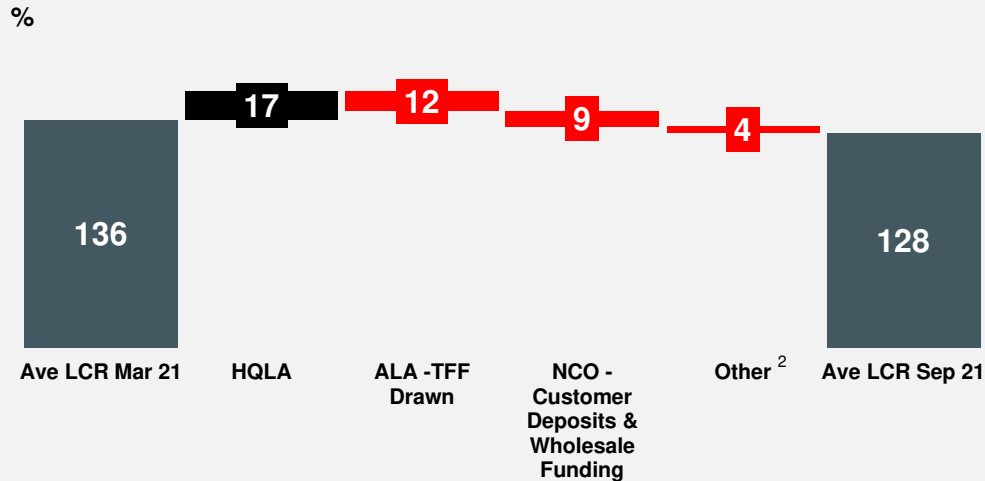 %
17
12
9
4
136
128
Ave LCR Mar 21
HQLA
ALA -TFF
Drawn
NCO -
Customer
Deposits &
Wholesale
Funding
Other 2
Ave LCR Sep 21